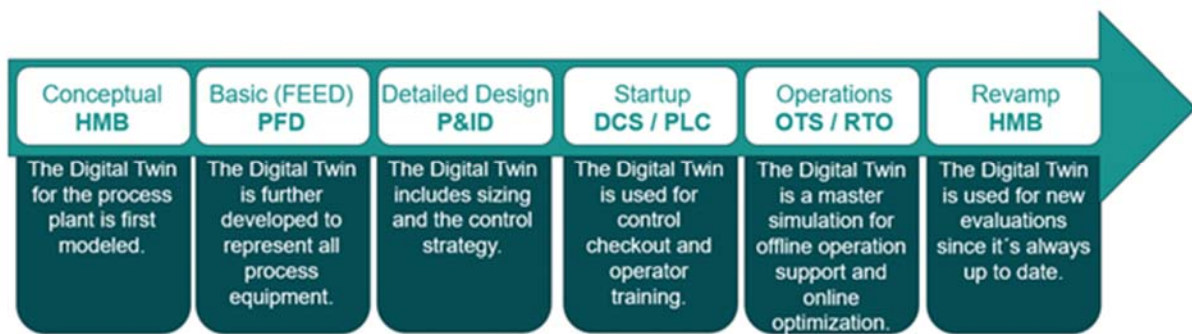 Conceptual
HMB
The Digital Twin
for the process
plant is first
modeled.
Basic (FEED)
PFD
The Digital Twin
is further
developed to
represent all
process
equipment.
Detailed Design
P&ID
The Digital Twin
includes sizing
and the control
strategy.
Startup
DCS / PLC
The Digital Twin
is used for
control
checkout and
operator
training.
Operations
OTS / RTO
The Digital Twin
is a master
simulation for
offline operation
support and
online
optimization.
Revamp
HMB
The Digital Twin
is used for new
evaluations
since it´s always
up to date.